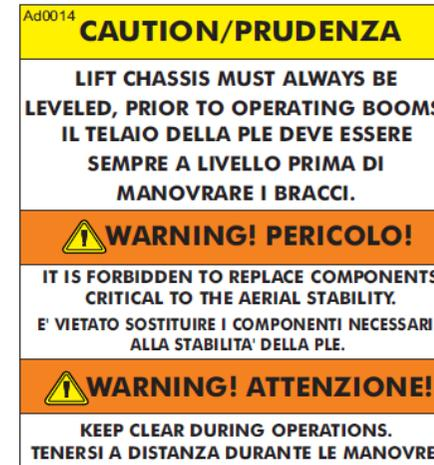 Ad0014
CAUTION/PRUDENZA
LIFT CHASSIS MUST ALWAYS BE
LEVELED, PRIOR TO OPERATING BOOMS
IL TELAIO DELLA PLE DEVE ESSERE
SEMPRE A LIVELLO PRIMA DI
MANOVRARE I BRACCI.
WARNING! PERICOLO!
IT IS FORBIDDEN TO REPLACE COMPONENTS
CRITICAL TO THE AERIAL STABILITY.
E' VIETATO SOSTITUIRE I COMPONENTI NECESSARI
ALLA STABILITA' DELLA PLE.
WARNING! ATTENZIONE!
KEEP CLEAR DURING OPERATIONS.
TENERSI A DISTANZA DURANTE LE MANOVRE